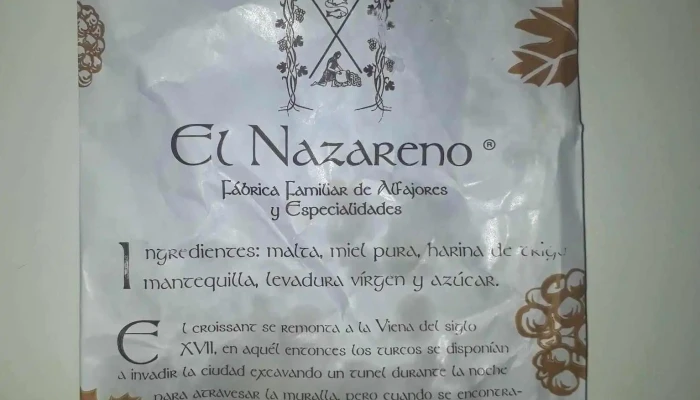 El Nazareno ®
Fábrica Familiar de Alfajores
y Especialidades
Ingredientes: malta, miel pura, harina de trigo
mantequilla, levadura vírgen y azúcar.
El croissant se remonta a la Viena del siglo
XVII, en aquél entonces los turcos se disponían
a invadir la ciudad excavando un tunel durante la noche
para atravesar la muralla, pero cuando se encontra-